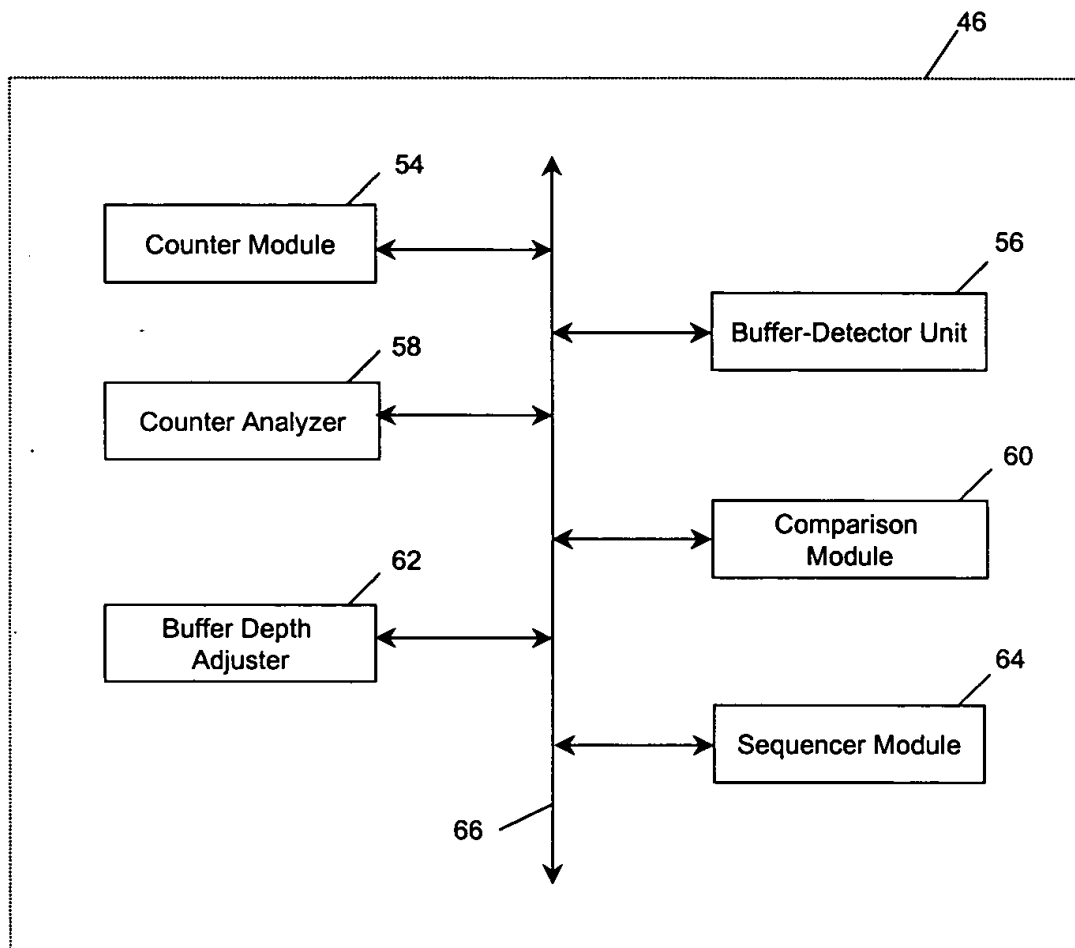 46
54
Counter Module
56
Buffer-Detector Unit
58
Counter Analyzer
60
Comparison
Module
62
Buffer Depth
Adjuster
64
Sequencer Module
66